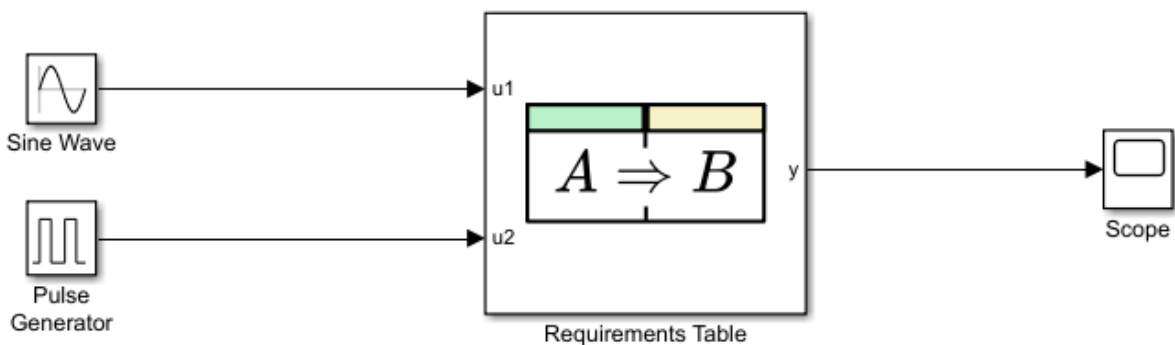 Sine Wave
u1
A ⇒ B
y
Scope
u2
Pulse
Generator
Requirements Table